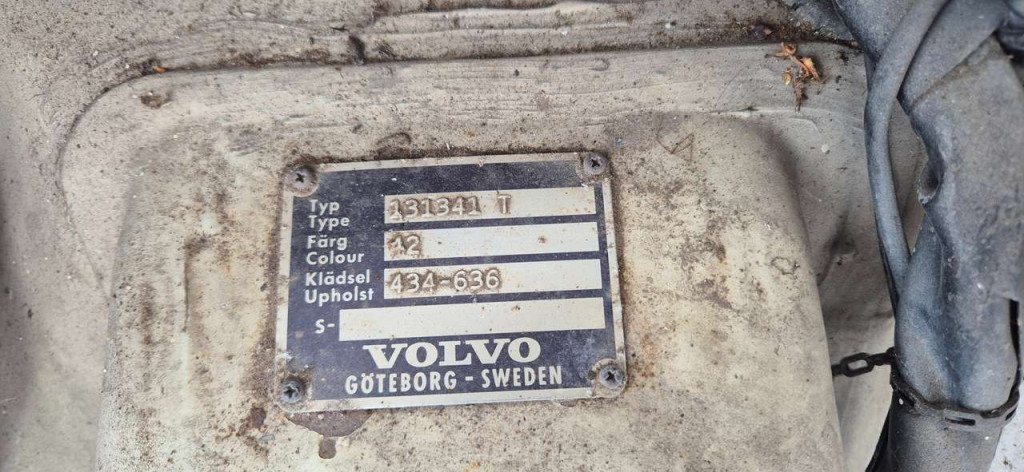 Typ
Type
131341 T
Färg
Colour
42
Klädsel
Upholst
434-636
S-
VOLVO
GÖTEBORG - SWEDEN